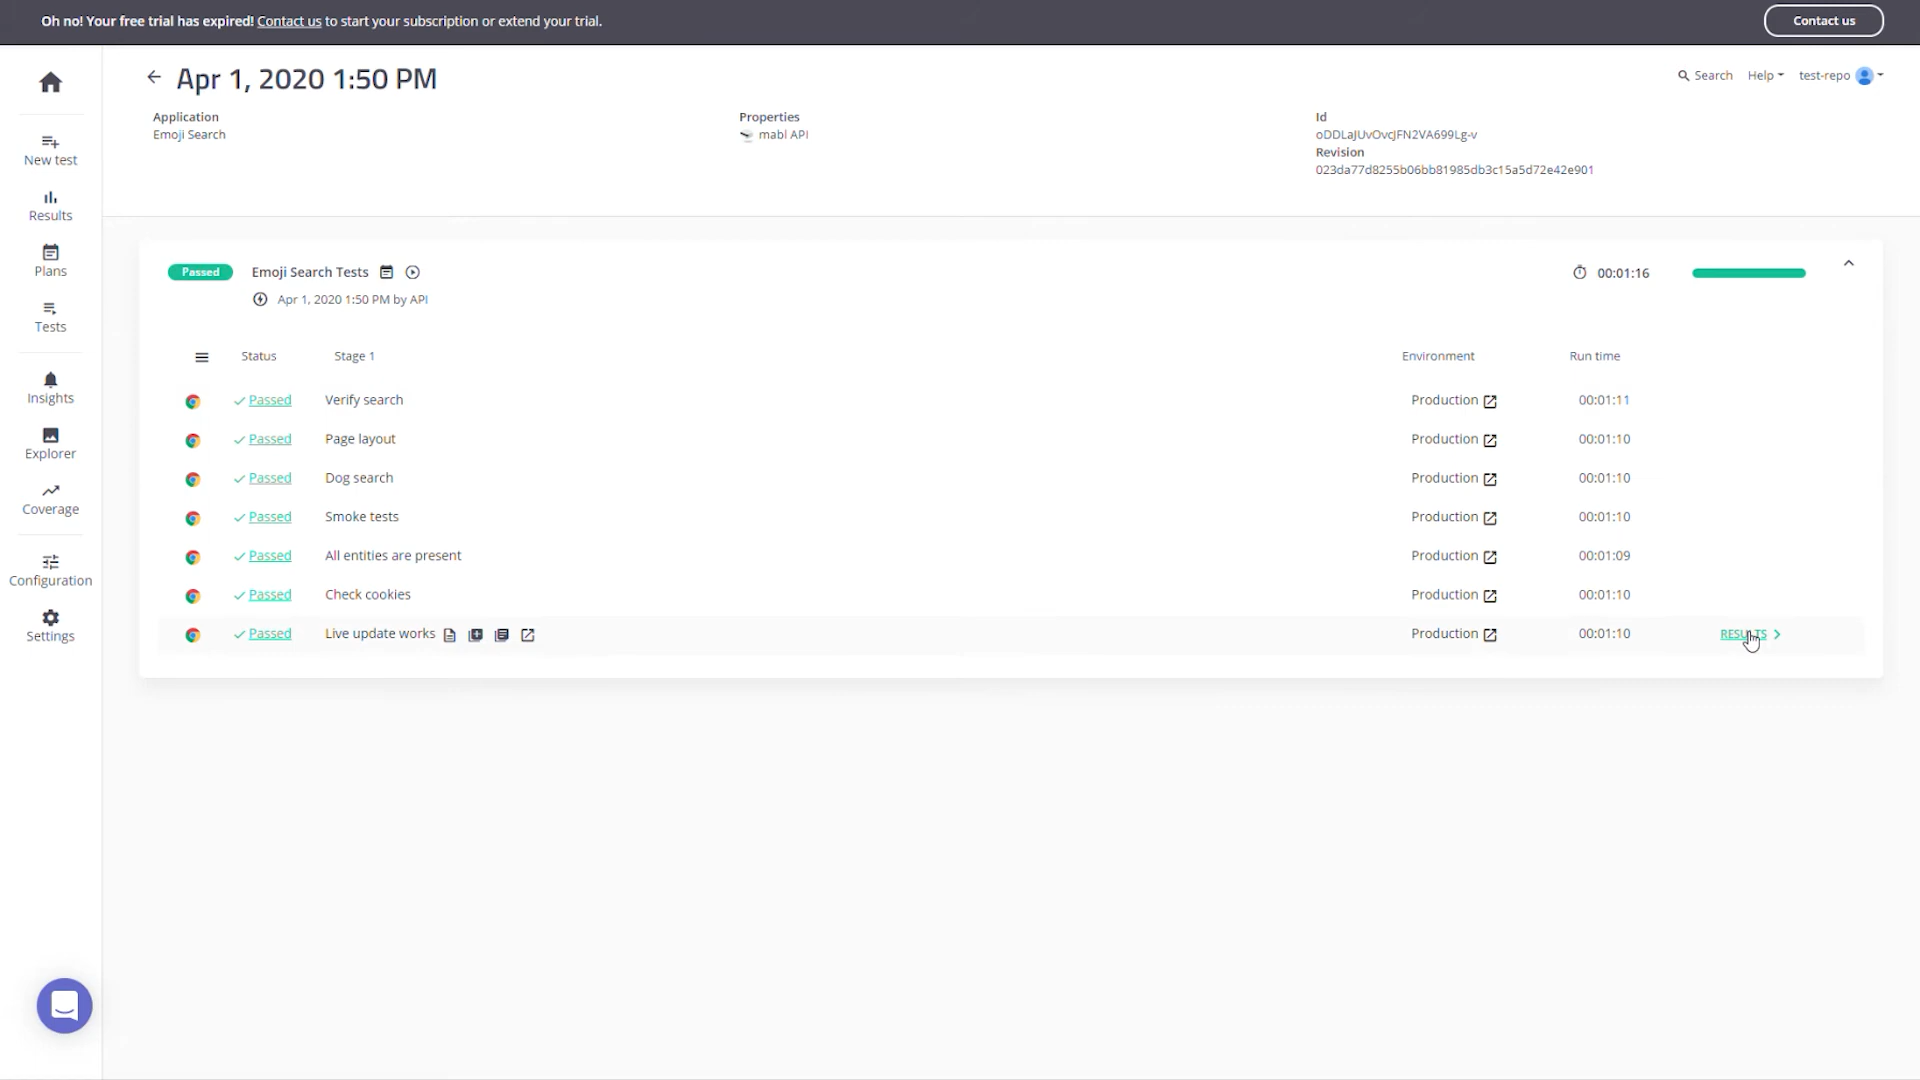 Oh no! Your free trial has expired! Contact us to start your subscription or extend your trial.
Contact us
Apr 1, 2020 1:50 PM
Search
Help
test-repo
Application
Emoji Search
Properties
mabl API
Id
oDDLaJUvOvcJFN2VA699Lg-v
Revision
023da77d8255b06bb81985db3c15a5d72e42e901
New test
Results
Plans
Tests
Insights
Explorer
Coverage
Configuration
Settings
Passed Emoji Search Tests 00:01:16
Apr 1, 2020 1:50 PM by API
Status Stage 1 Environment Run time
Passed Verify search Production 00:01:11
Passed Page layout Production 00:01:10
Passed Dog search Production 00:01:10
Passed Smoke tests Production 00:01:10
Passed All entities are present Production 00:01:09
Passed Check cookies Production 00:01:10
Passed Live update works Production 00:01:10 RESULTS